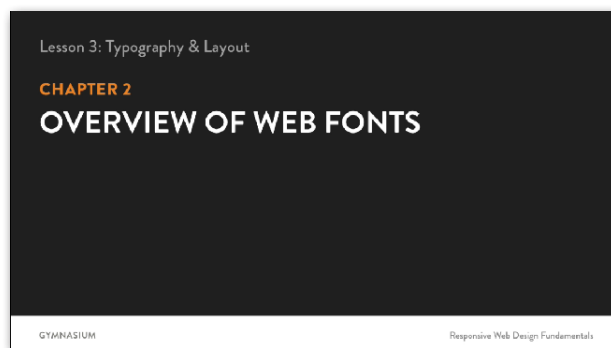 Lesson 3: Typography & Layout
CHAPTER 2
OVERVIEW OF WEB FONTS
GYMNASIUM
Responsive Web Design Fundamentals